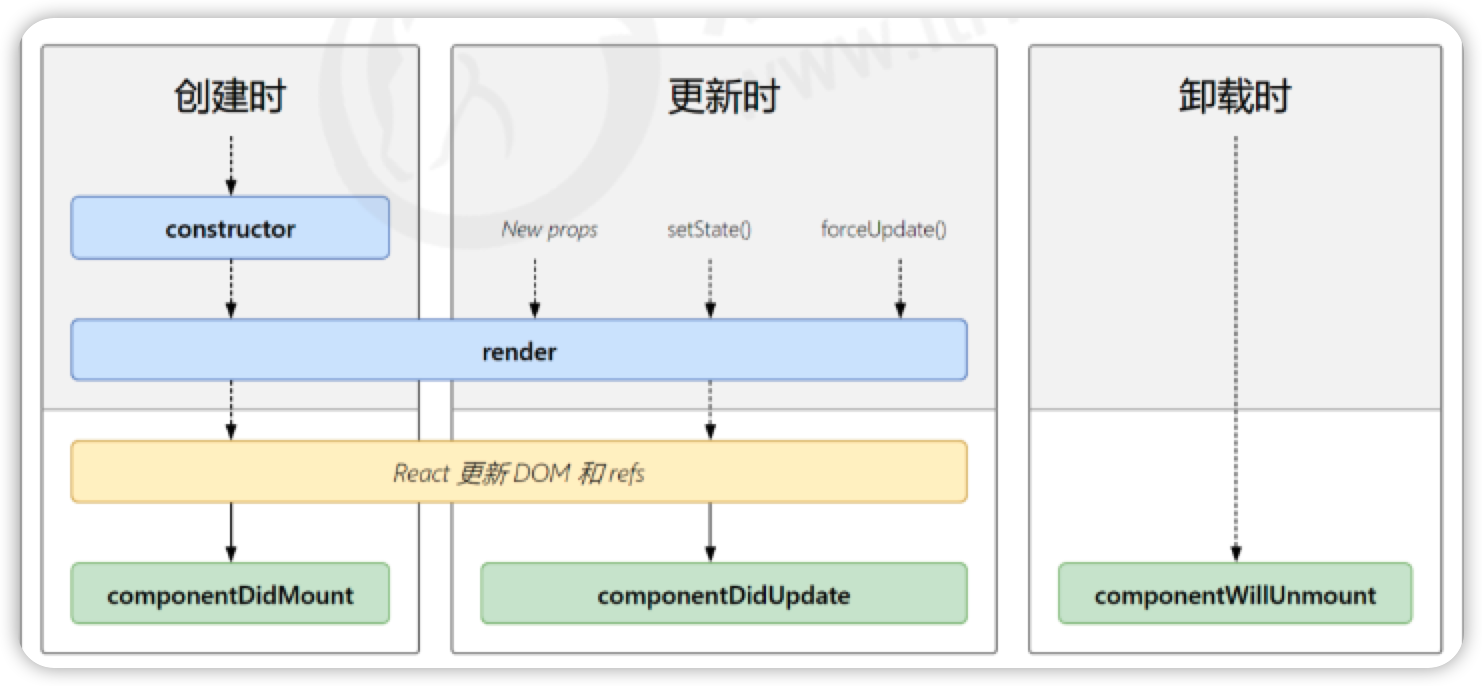 创建时
更新时
卸载时
constructor
New props
setState()
forceUpdate()
render
React 更新 DOM 和 refs
componentDidMount
componentDidUpdate
componentWillUnmount